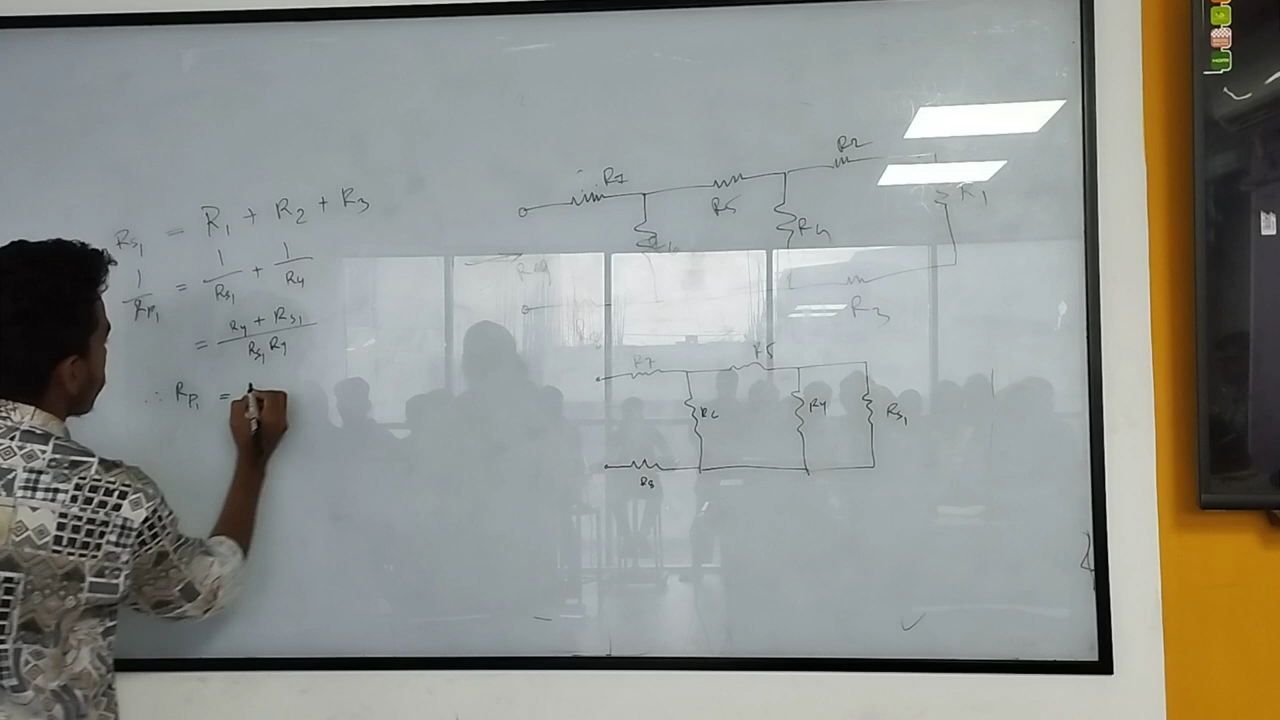 Rs₁ = R₁ + R₂ + R₃
1/Rp₁ = 1/Rs₁ + 1/R4
= R4 + Rs₁ / Rs₁ R4
∴ Rp₁ =
R7
R5
R2
R1
R4
R3
R7
R5
R6
R4
Rs₁
R8